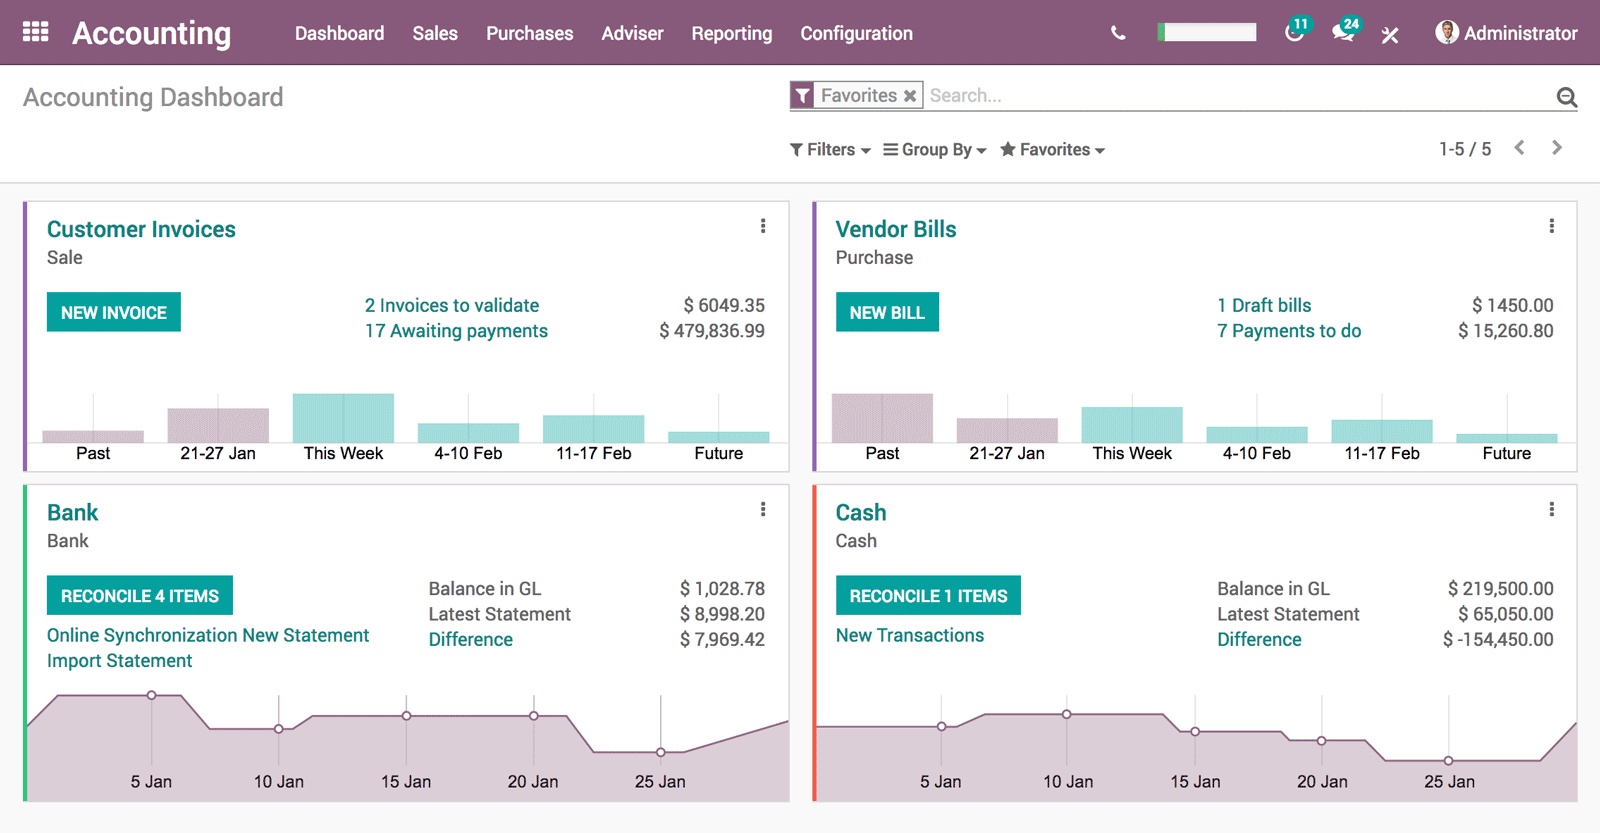 Accounting Dashboard Sales Purchases Adviser Reporting Configuration 11 24 Administrator
Accounting Dashboard
Favorites Search...
Filters Group By Favorites 1-5 / 5
Customer Invoices
Sale
NEW INVOICE
2 Invoices to validate $ 6049.35
17 Awaiting payments $ 479,836.99
Past 21-27 Jan This Week 4-10 Feb 11-17 Feb Future
Vendor Bills
Purchase
NEW BILL
1 Draft bills $ 1450.00
7 Payments to do $ 15,260.80
Past 21-27 Jan This Week 4-10 Feb 11-17 Feb Future
Bank
Bank
RECONCILE 4 ITEMS
Online Synchronization New Statement
Import Statement
Balance in GL $ 1,028.78
Latest Statement $ 8,998.20
Difference $ 7,969.42
5 Jan 10 Jan 15 Jan 20 Jan 25 Jan
Cash
Cash
RECONCILE 1 ITEMS
New Transactions
Balance in GL $ 219,500.00
Latest Statement $ 65,050.00
Difference $ -154,450.00
5 Jan 10 Jan 15 Jan 20 Jan 25 Jan